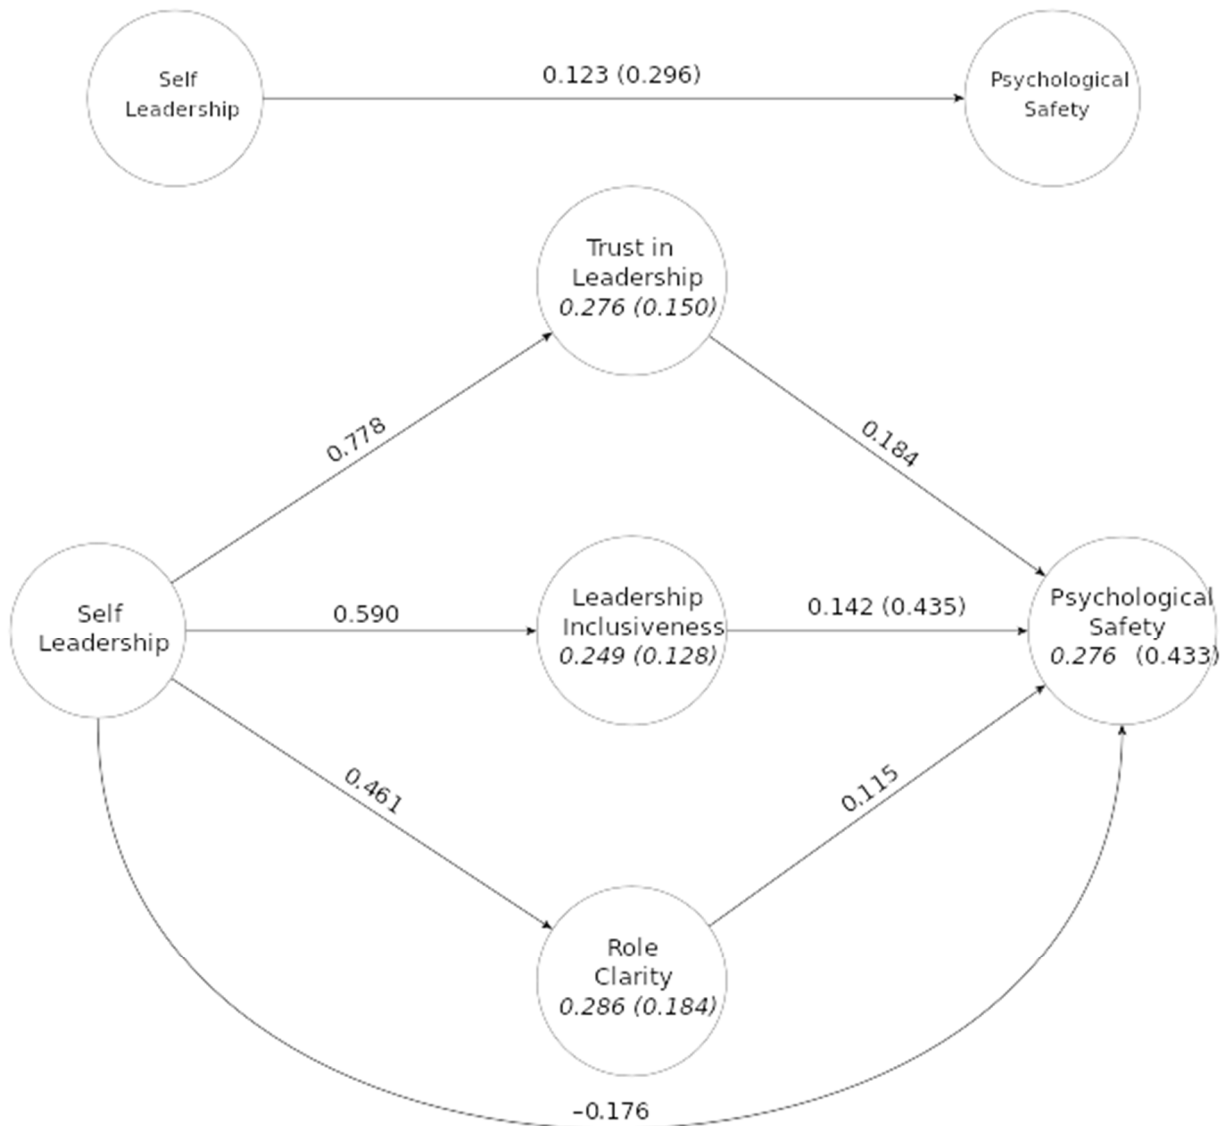 Self
Leadership
0.123 (0.296)
Psychological
Safety
Trust in
Leadership
0.276 (0.150)
0.778
0.184
Self
Leadership
0.590
Leadership
Inclusiveness
0.249 (0.128)
0.142 (0.435)
Psychological
Safety
0.276 (0.433)
0.461
0.115
Role
Clarity
0.286 (0.184)
–0.176